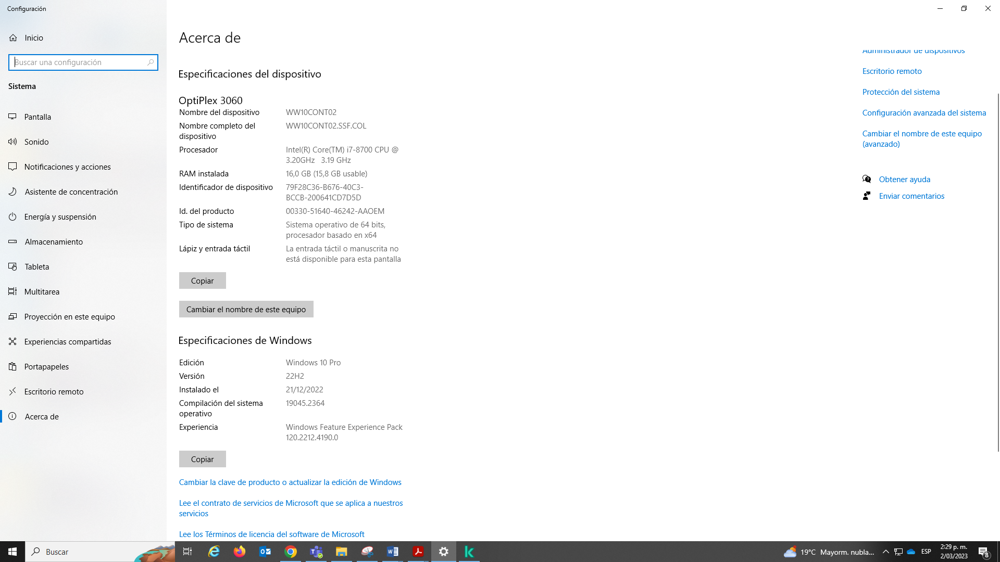 Configuración
Inicio
Buscar una configuración
Sistema
Pantalla
Sonido
Notificaciones y acciones
Asistente de concentración
Energía y suspensión
Almacenamiento
Tableta
Multitarea
Proyección en este equipo
Experiencias compartidas
Portapapeles
Escritorio remoto
Acerca de
Acerca de
Especificaciones del dispositivo
OptiPlex 3060
Nombre del dispositivo WW10CONT02
Nombre completo del WW10CONT02.SSF.COL
dispositivo
Procesador Intel(R) Core(TM) i7-8700 CPU @
3.20GHz 3.19 GHz
RAM instalada 16,0 GB (15,8 GB usable)
Identificador de dispositivo 79F28C36-B676-40C3-
BCCB-200641CD7D5D
Id. del producto 00330-51640-46242-AAOEM
Tipo de sistema Sistema operativo de 64 bits,
procesador basado en x64
Lápiz y entrada táctil La entrada táctil o manuscrita no
está disponible para esta pantalla
Copiar
Cambiar el nombre de este equipo
Especificaciones de Windows
Edición Windows 10 Pro
Versión 22H2
Instalado el 21/12/2022
Compilación del sistema 19045.2364
operativo
Experiencia Windows Feature Experience Pack
120.2212.4190.0
Copiar
Cambiar la clave de producto o actualizar la edición de Windows
Lee el contrato de servicios de Microsoft que se aplica a nuestros
servicios
Lee los Términos de licencia del software de Microsoft
Administrador de dispositivos
Escritorio remoto
Protección del sistema
Configuración avanzada del sistema
Cambiar el nombre de este equipo
(avanzado)
Obtener ayuda
Enviar comentarios
Buscar
19°C Mayorm. nubla...
ESP
2:29 p. m.
2/03/2023
8